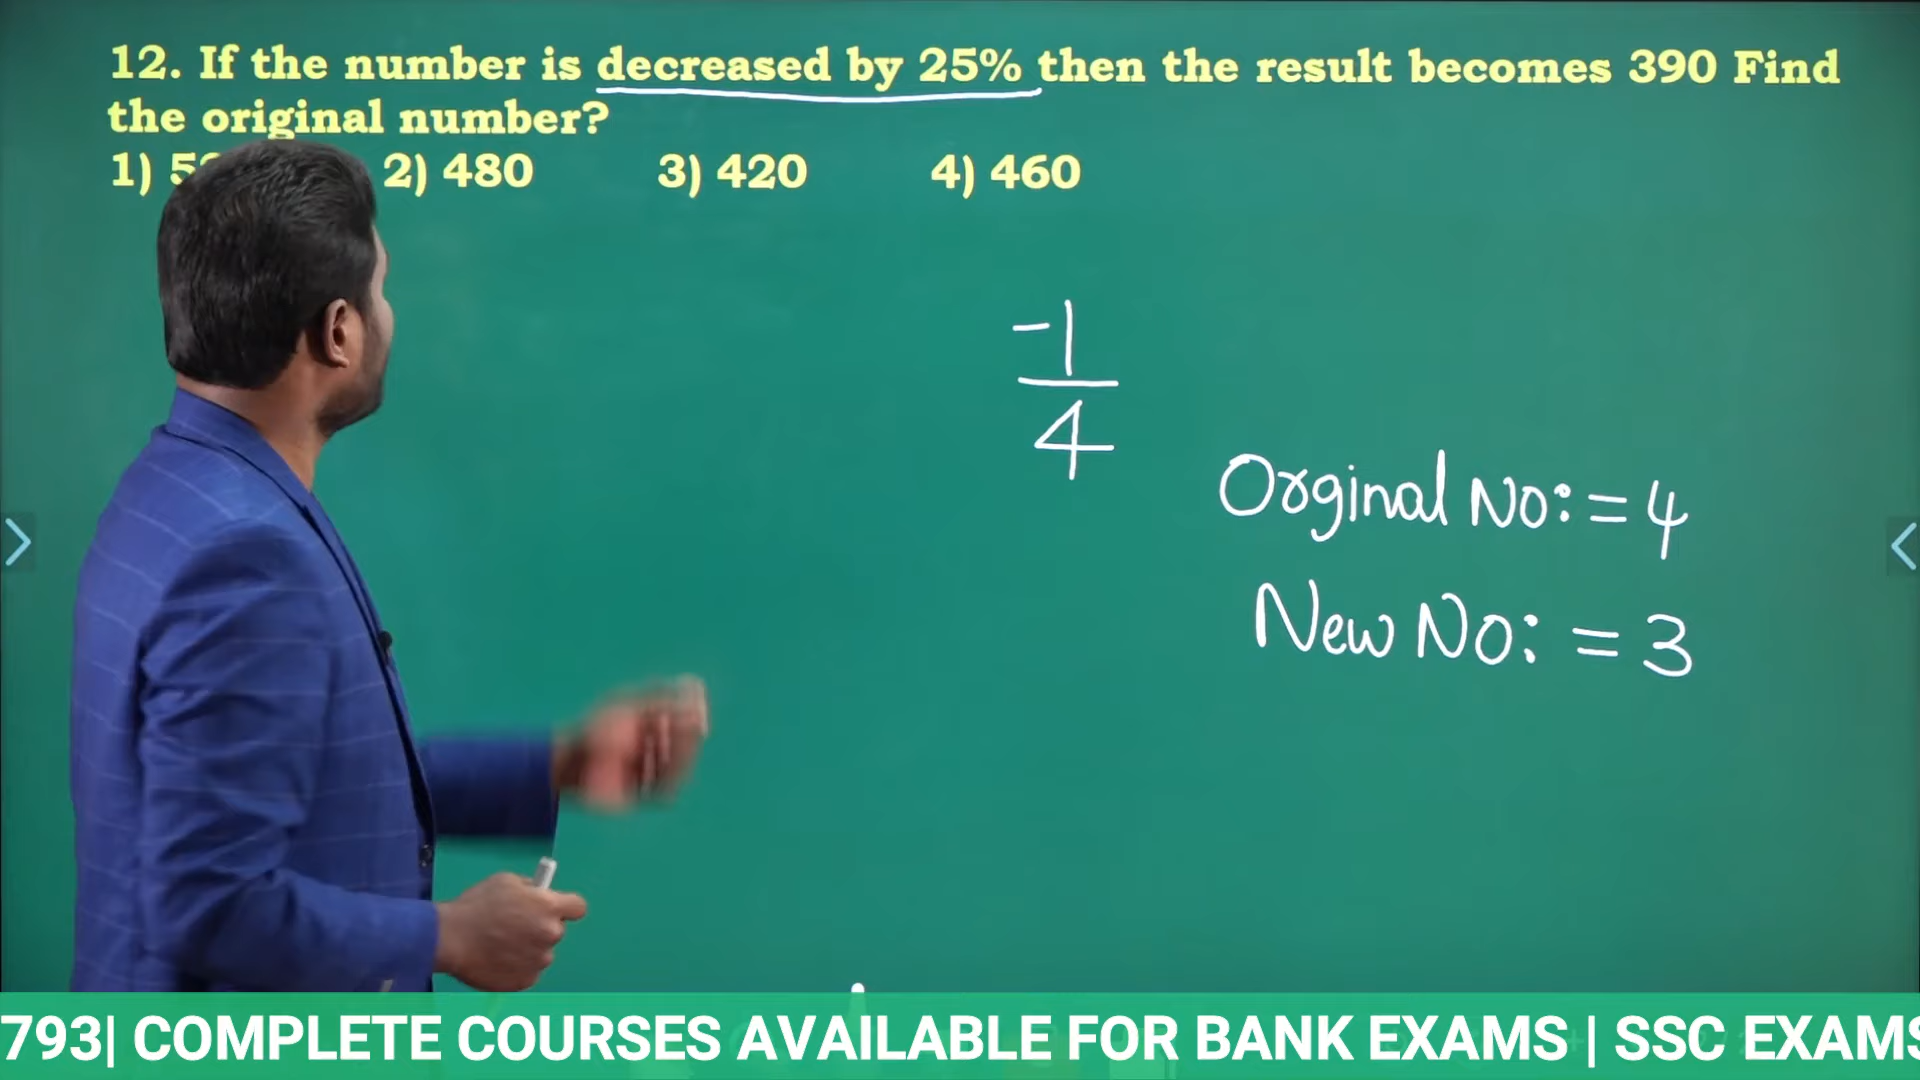 12. If the number is decreased by 25% then the result becomes 390 Find
the original number?
1) 2) 480 3) 420 4) 460
-1
4
Orginal No: = 4
New No: = 3
793| COMPLETE COURSES AVAILABLE FOR BANK EXAMS | SSC EXAMS